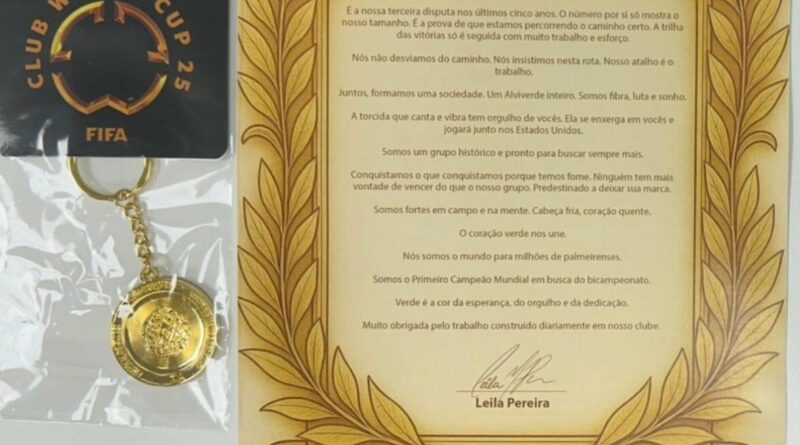 CLUB W CUP 25
FIFA
É a nossa terceira disputa nos últimos cinco anos. O número por si só mostra o
nosso tamanho. É a prova de que estamos percorrendo o caminho certo. A trilha
das vitórias só é seguida com muito trabalho e esforço.
Nós não desviamos do caminho. Nós insistimos nesta rota. Nosso atalho é o
trabalho.
Juntos, formamos uma sociedade. Um Alviverde inteiro. Somos fibra, luta e sonho.
A torcida que canta e vibra tem orgulho de vocês. Ela se enxerga em vocês e
jogará junto nos Estados Unidos.
Somos um grupo histórico e pronto para buscar sempre mais.
Conquistamos o que conquistamos porque temos fome. Ninguém tem mais
vontade de vencer do que o nosso grupo. Predestinado a deixar sua marca.
Somos fortes em campo e na mente. Cabeça fria, coração quente.
O coração verde nos une.
Nós somos o mundo para milhões de palmeirenses.
Somos o Primeiro Campeão Mundial em busca do bicampeonato.
Verde é a cor da esperança, do orgulho e da dedicação.
Muito obrigada pelo trabalho construído diariamente em nosso clube.
Leila Pereira